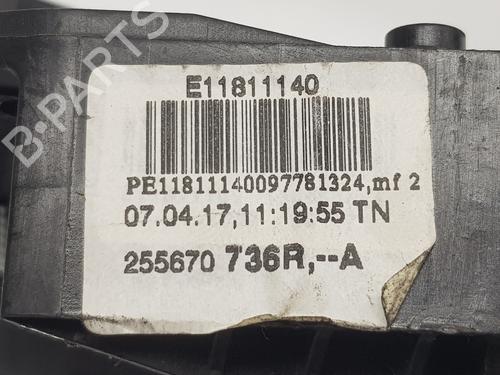 E11811140
PE11811140097781324,mf 2
07.04.17,11:19:55 TN
255670 736R,--A
B-PARTS